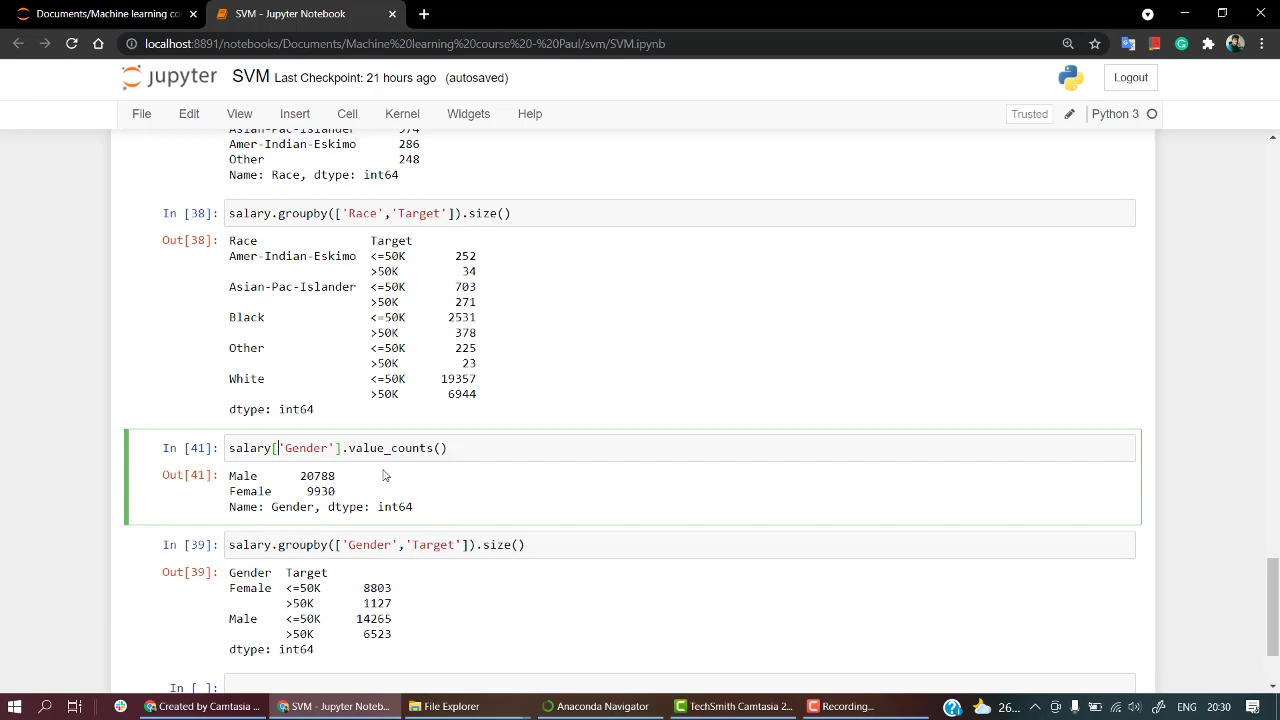 Documents/Machine learning co
SVM - Jupyter Notebook
localhost:8891/notebooks/Documents/Machine%20learning%20course%20-%20Paul/svm/SVM.ipynb
jupyter SVM Last Checkpoint: 21 hours ago (autosaved)
Logout
File Edit View Insert Cell Kernel Widgets Help
Trusted Python 3
Asian-Pac-Islander 974
Amer-Indian-Eskimo 286
Other 248
Name: Race, dtype: int64
In [38]: salary.groupby(['Race','Target']).size()
Out[38]: Race Target
Amer-Indian-Eskimo <=50K 252
>50K 34
Asian-Pac-Islander <=50K 703
>50K 271
Black <=50K 2531
>50K 378
Other <=50K 225
>50K 23
White <=50K 19357
>50K 6944
dtype: int64
In [41]: salary['Gender'].value_counts()
Out[41]: Male 20788
Female 9930
Name: Gender, dtype: int64
In [39]: salary.groupby(['Gender','Target']).size()
Out[39]: Gender Target
Female <=50K 8803
>50K 1127
Male <=50K 14265
>50K 6523
dtype: int64
In [ ]:
Created by Camtasia ...
SVM - Jupyter Noteb...
File Explorer
Anaconda Navigator
TechSmith Camtasia 2...
Recording...
26...
ENG
20:30